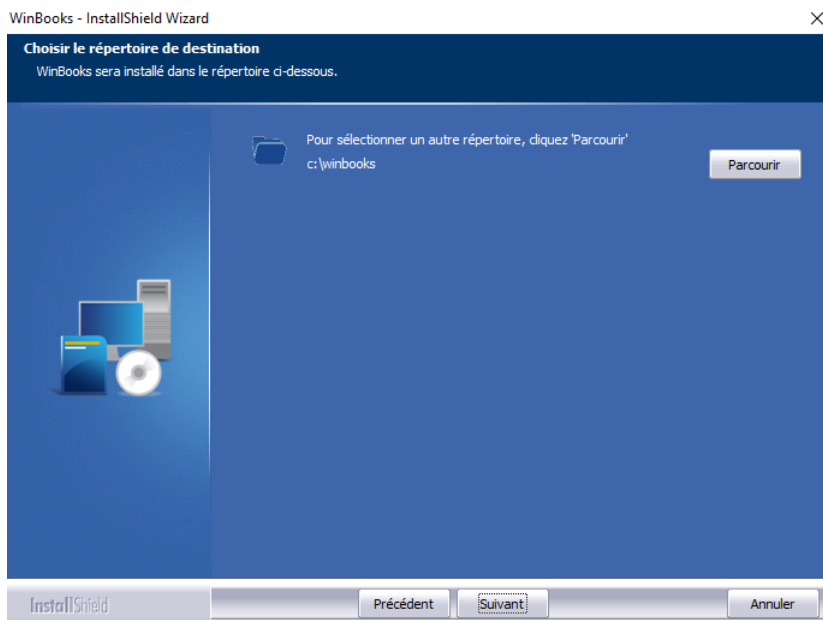 WinBooks - InstallShield Wizard
Choisir le répertoire de destination
WinBooks sera installé dans le répertoire ci-dessous.
Pour sélectionner un autre répertoire, cliquez 'Parcourir'
c:\winbooks
Parcourir
InstallShield
Précédent
Suivant
Annuler